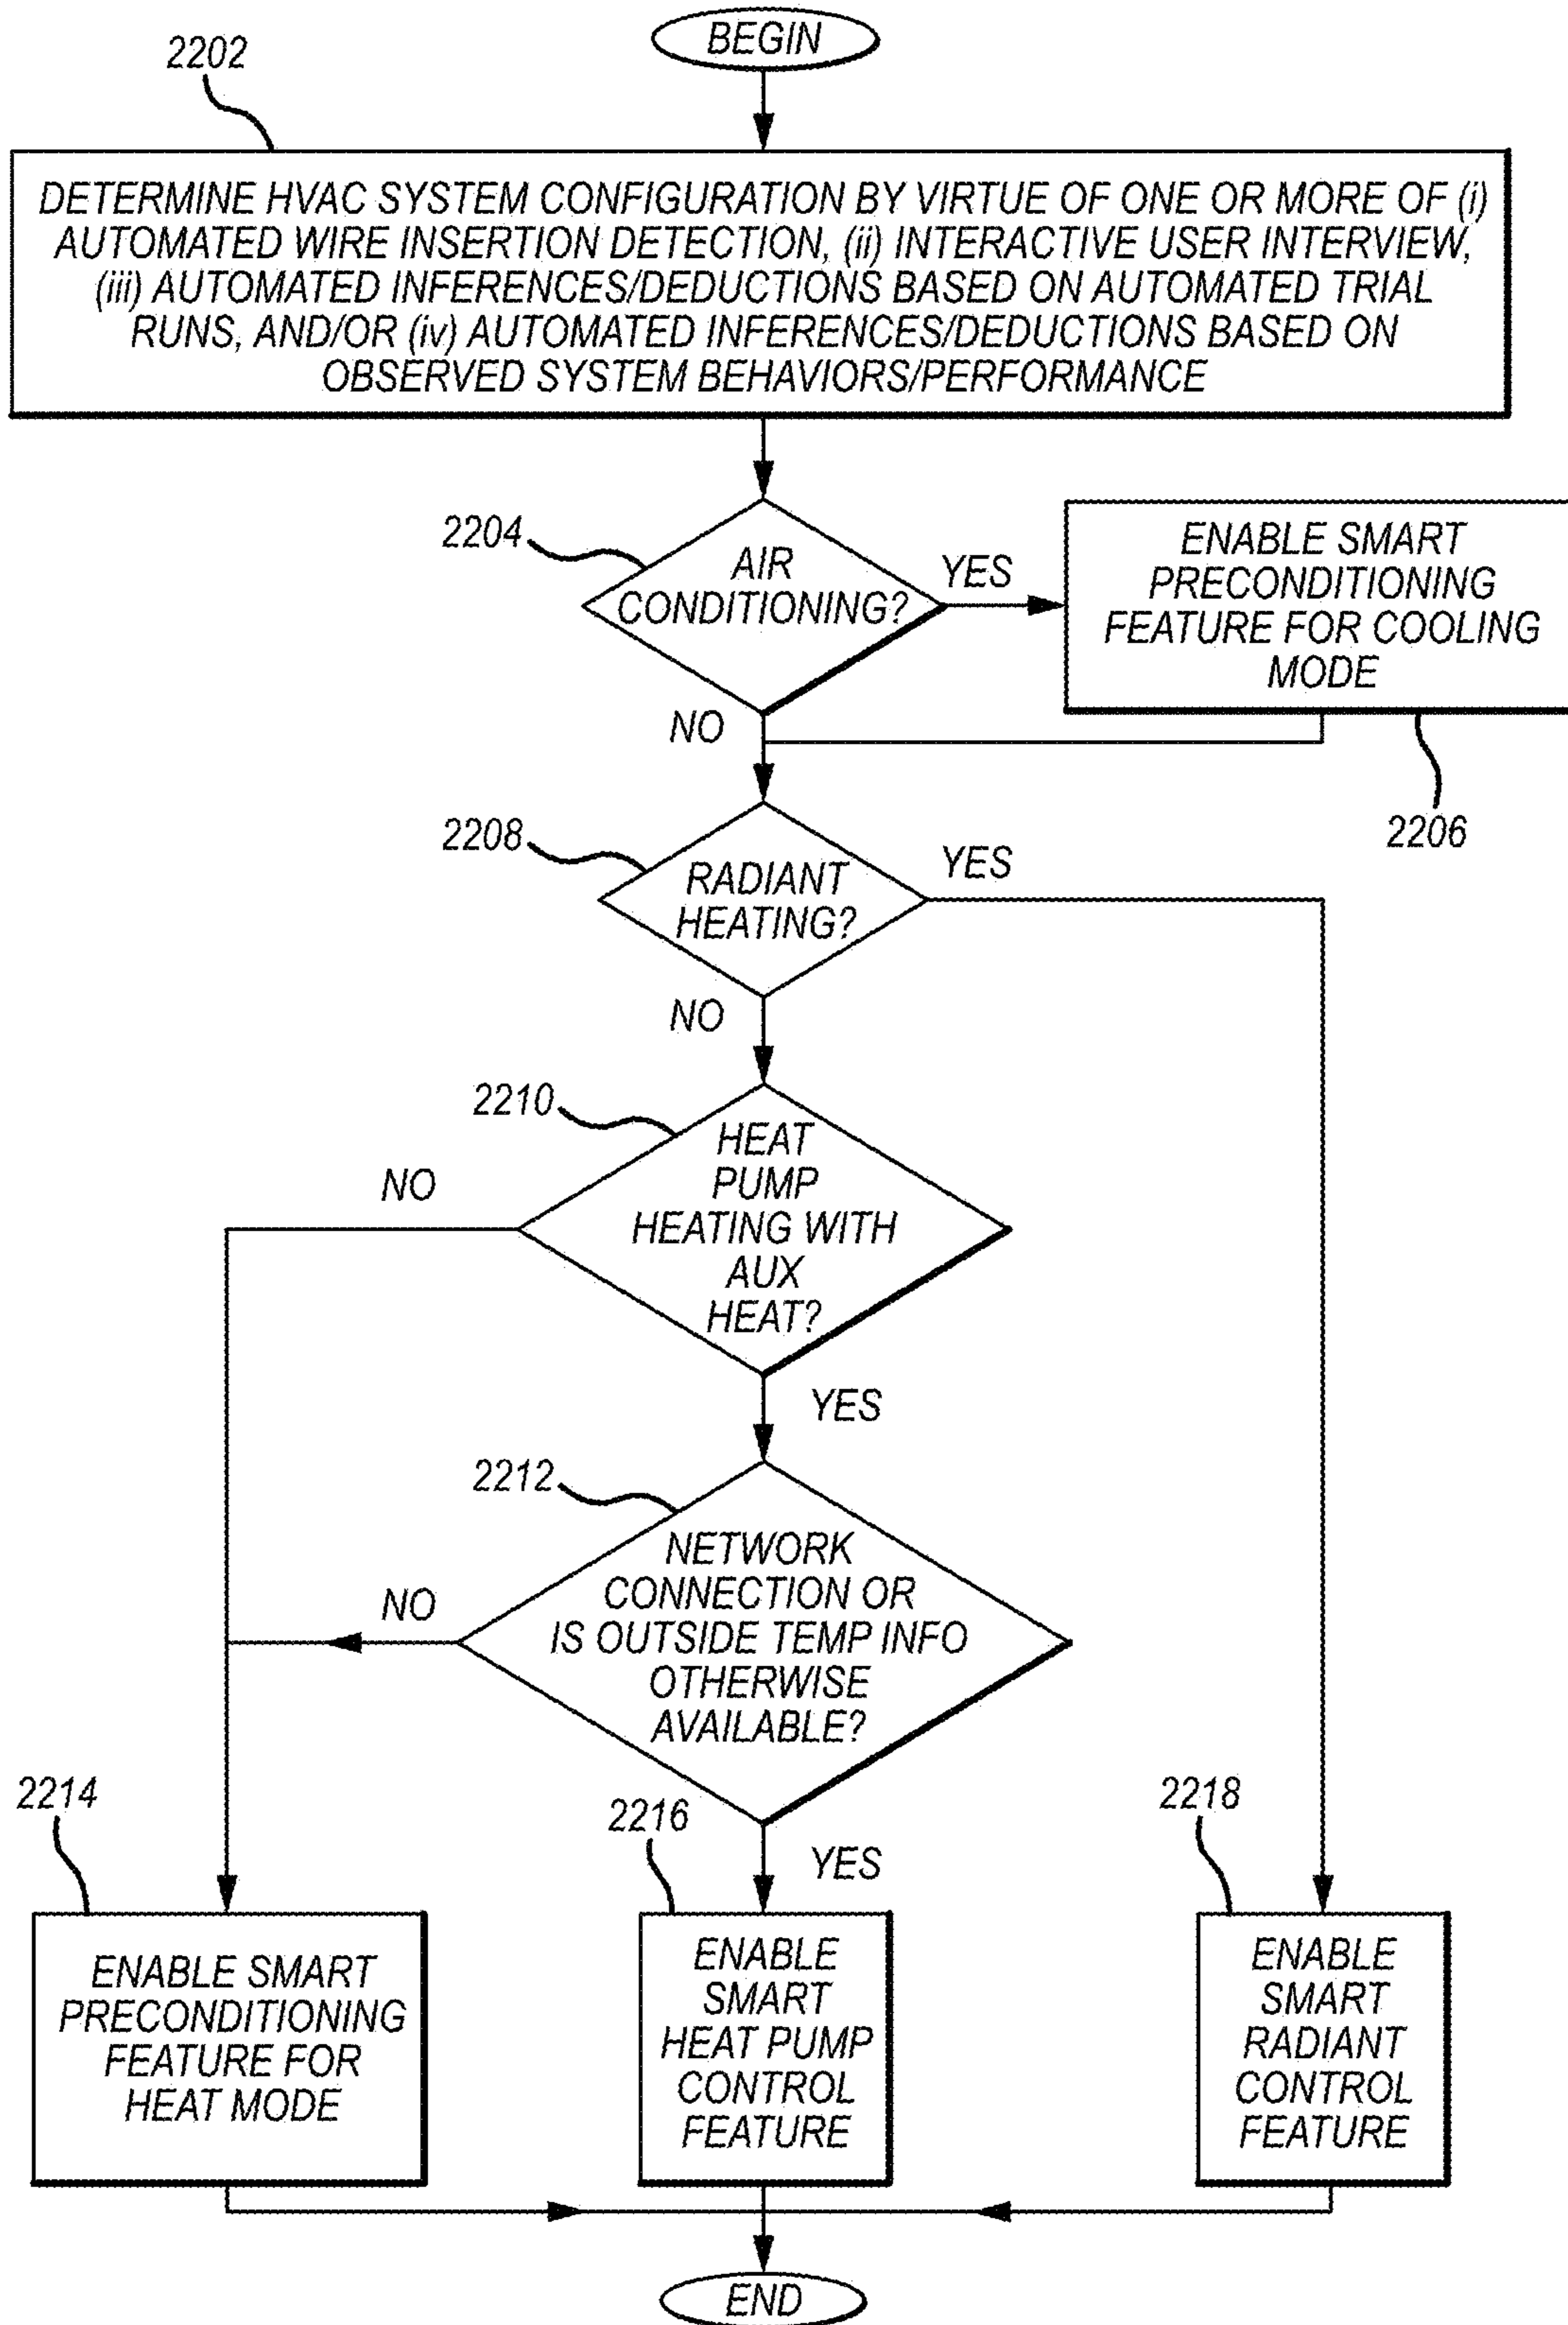 BEGIN
2202
DETERMINE HVAC SYSTEM CONFIGURATION BY VIRTUE OF ONE OR MORE OF (i)
AUTOMATED WIRE INSERTION DETECTION, (ii) INTERACTIVE USER INTERVIEW,
(iii) AUTOMATED INFERENCES/DEDUCTIONS BASED ON AUTOMATED TRIAL
RUNS, AND/OR (iv) AUTOMATED INFERENCES/DEDUCTIONS BASED ON
OBSERVED SYSTEM BEHAVIORS/PERFORMANCE
2204
AIR
CONDITIONING?
YES
ENABLE SMART
PRECONDITIONING
FEATURE FOR COOLING
MODE
NO
2206
2208
RADIANT
HEATING?
YES
NO
2210
HEAT
PUMP
HEATING WITH
AUX
HEAT?
NO
YES
2212
NETWORK
CONNECTION OR
IS OUTSIDE TEMP INFO
OTHERWISE
AVAILABLE?
NO
YES
2214
ENABLE SMART
PRECONDITIONING
FEATURE FOR
HEAT MODE
2216
ENABLE
SMART
HEAT PUMP
CONTROL
FEATURE
2218
ENABLE
SMART
RADIANT
CONTROL
FEATURE
END